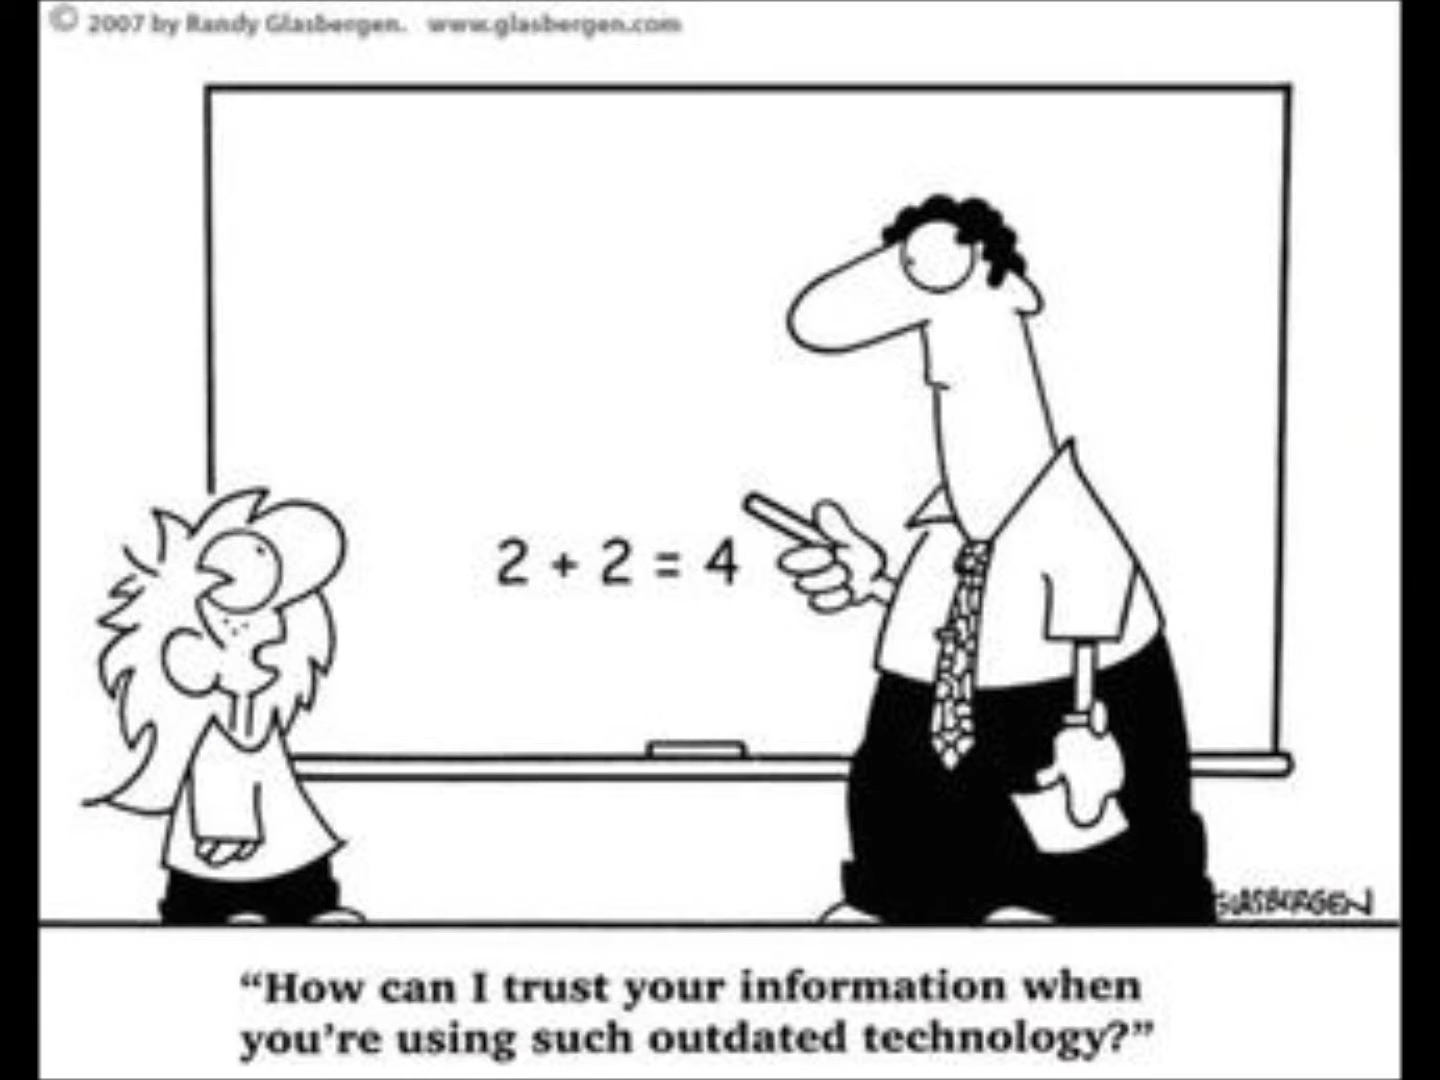 © 2007 by Randy Glasbergen. www.glasbergen.com
2 + 2 = 4
GLASBERGEN
“How can I trust your information when
you’re using such outdated technology?”